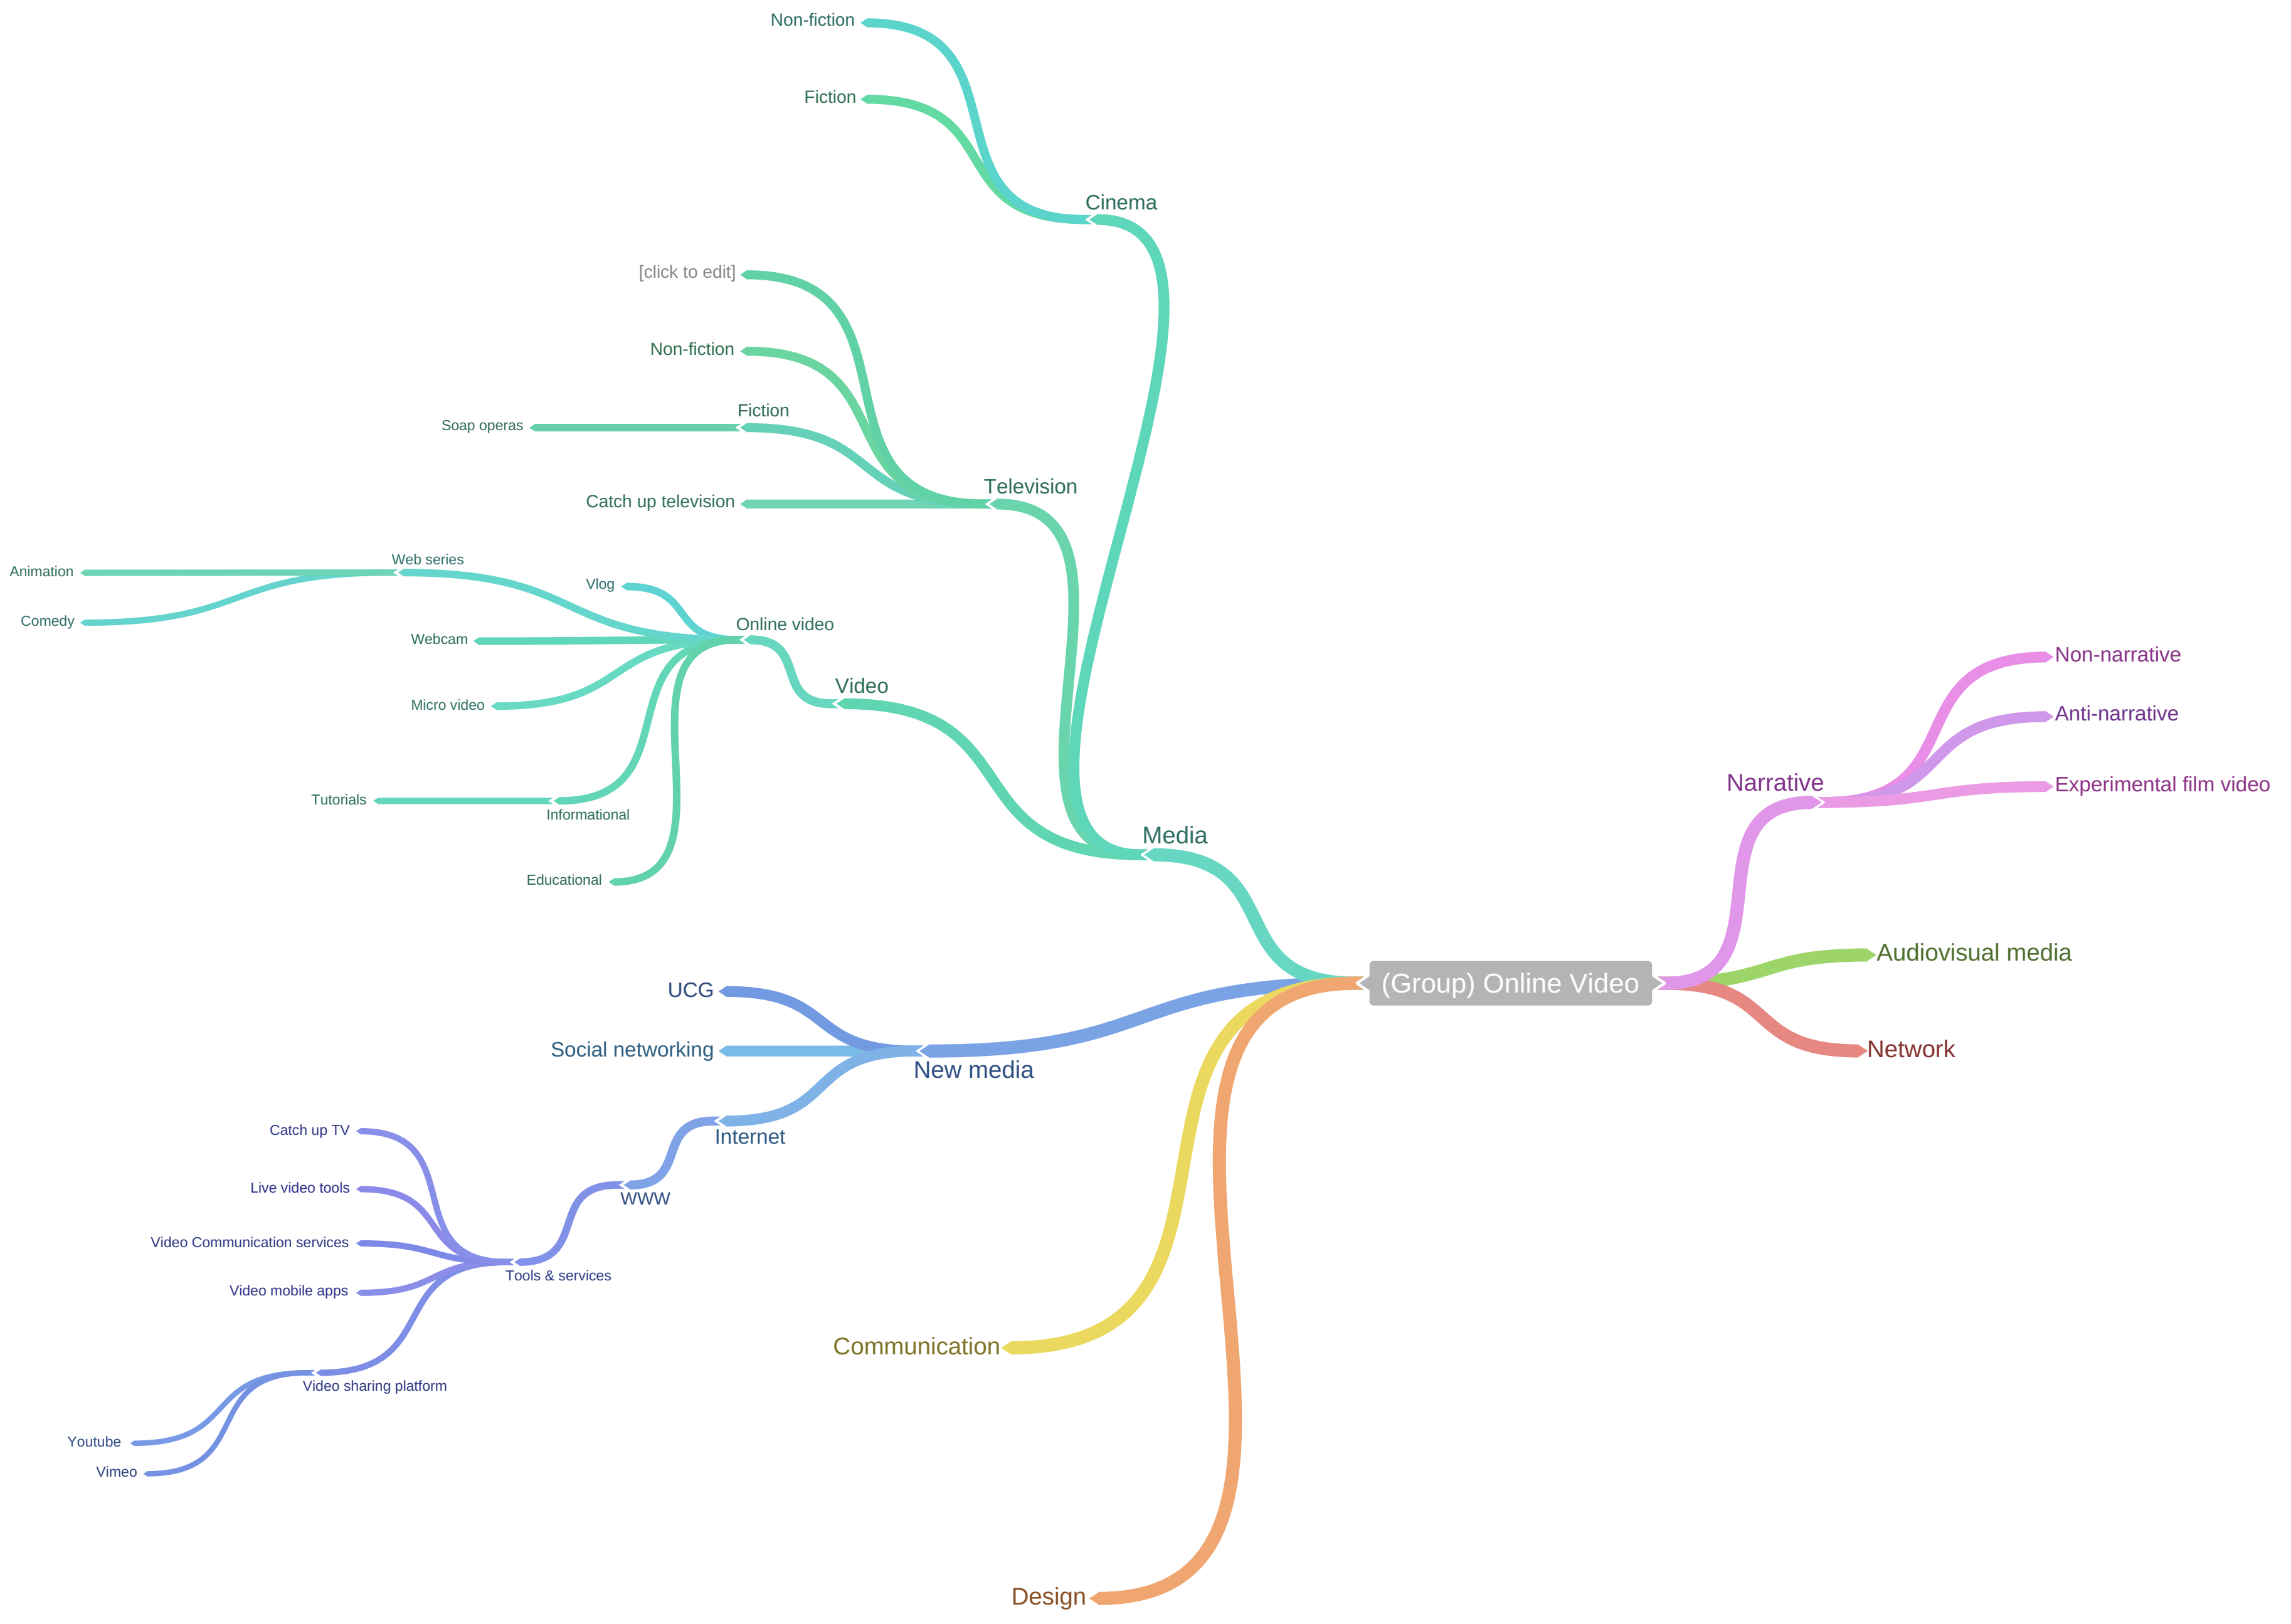 Non-fiction
Fiction
Cinema
[click to edit]
Non-fiction
Fiction
Soap operas
Television
Catch up television
Web series
Animation
Vlog
Comedy
Online video
Webcam
Video
Micro video
Tutorials
Informational
Media
Educational
Non-narrative
Anti-narrative
Narrative
Experimental film video
Audiovisual media
(Group) Online Video
Network
UCG
Social networking
New media
Internet
Catch up TV
Live video tools
www
Video Communication services
Tools & services
Video mobile apps
Communication
Video sharing platform
Youtube
Vimeo
Design